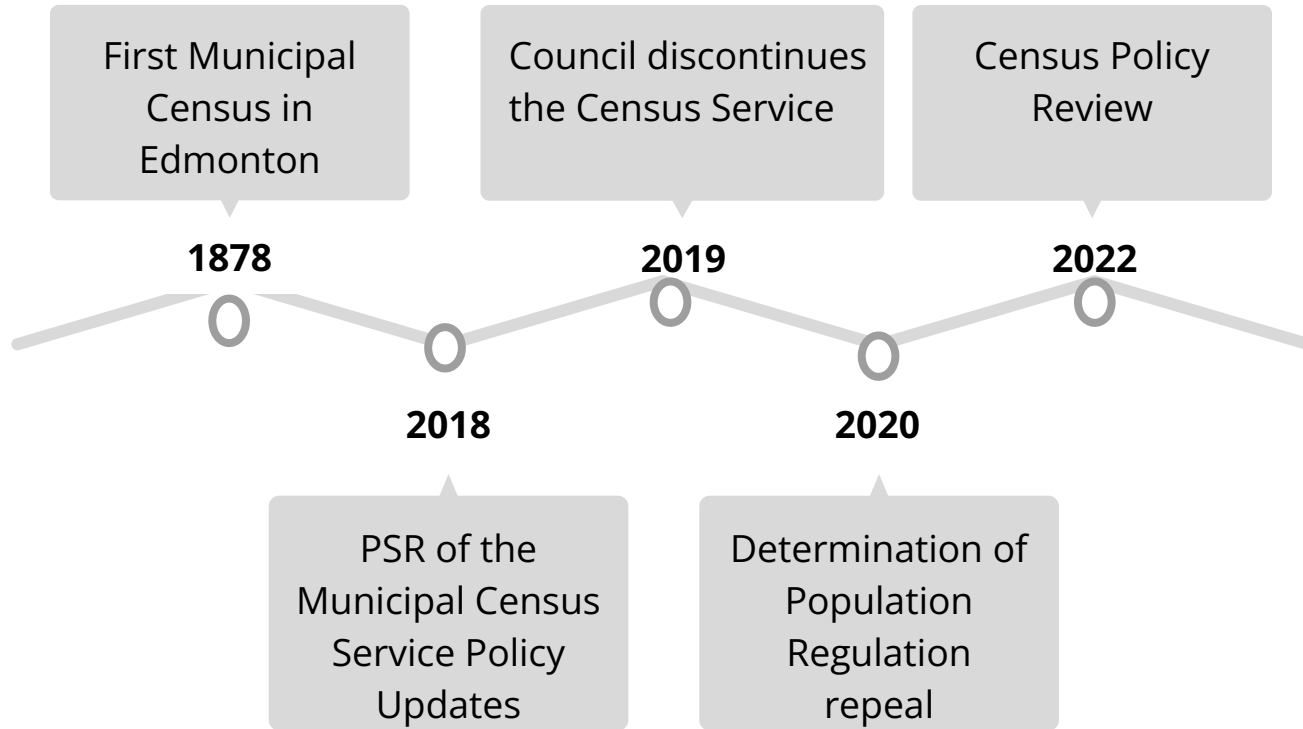 First Municipal
Census in
Edmonton
1878
PSR of the
Municipal Census
Service Policy
Updates
2018
Council discontinues
the Census Service
2019
Determination of
Population
Regulation
repeal
2020
Census Policy
Review
2022